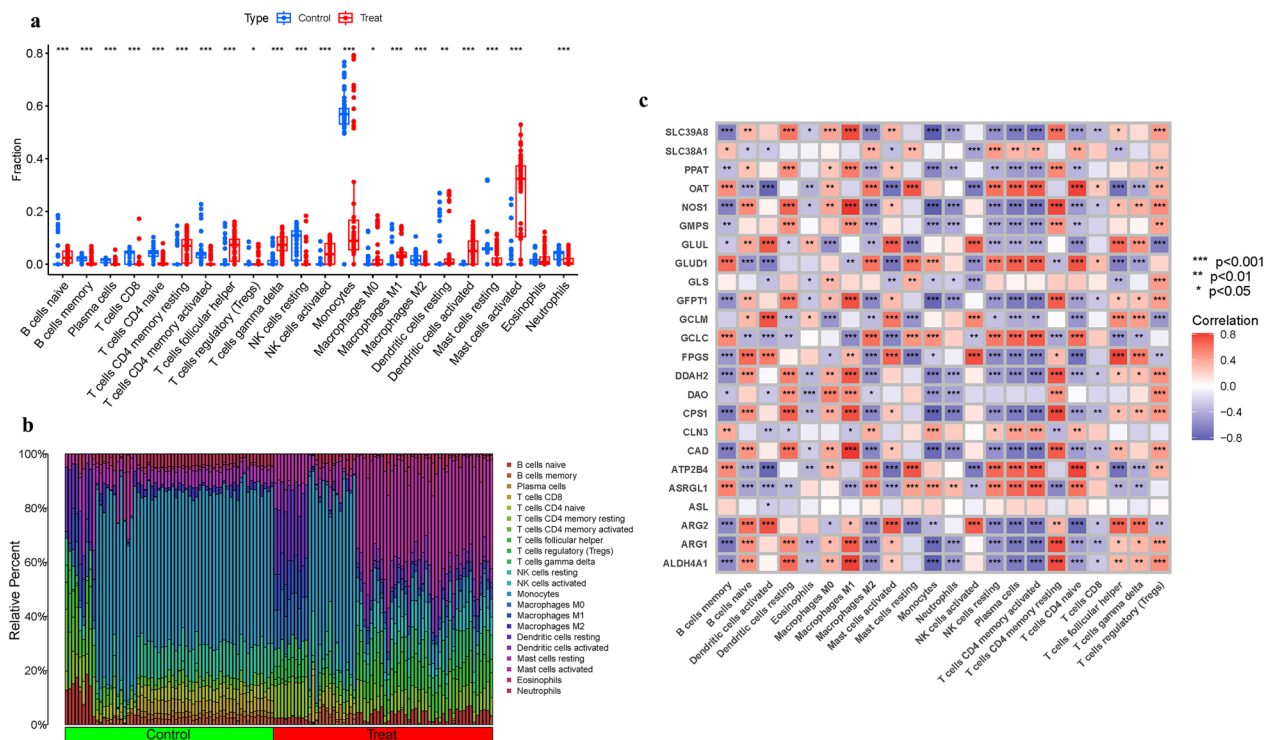 a
Type Control Treat
*** *** *** *** *** *** *** *** * *** *** *** *** * *** *** ** *** *** *** ***
Fraction
0.8
0.6
0.4
0.2
0.0
B cells naive
B cells memory
Plasma cells
T cells CD8
T cells CD4 naive
T cells CD4 memory resting
T cells CD4 memory activated
T cells follicular helper
T cells regulatory (Tregs)
T cells gamma delta
NK cells resting
NK cells activated
Monocytes
Macrophages M0
Macrophages M1
Macrophages M2
Dendritic cells resting
Dendritic cells activated
Mast cells resting
Mast cells activated
Eosinophils
Neutrophils
b
Relative Percent
100%
80%
60%
40%
20%
0%
Control Treat
B cells naive
B cells memory
Plasma cells
T cells CD8
T cells CD4 naive
T cells CD4 memory resting
T cells CD4 memory activated
T cells follicular helper
T cells regulatory (Tregs)
T cells gamma delta
NK cells resting
NK cells activated
Monocytes
Macrophages M0
Macrophages M1
Macrophages M2
Dendritic cells resting
Dendritic cells activated
Mast cells resting
Mast cells activated
Eosinophils
Neutrophils
c
SLC39A8
SLC38A1
PPAT
OAT
NOS1
GMPS
GLUL
GLUD1
GLS
GFPT1
GCLM
GCLC
FPGS
DDAH2
DAO
CPS1
CLN3
CAD
ATP2B4
ASRGL1
ASL
ARG2
ARG1
ALDH4A1
B cells memory
B cells naive
Dendritic cells activated
Dendritic cells resting
Eosinophils
Macrophages M0
Macrophages M1
Macrophages M2
Mast cells activated
Mast cells resting
Monocytes
Neutrophils
NK cells activated
NK cells resting
Plasma cells
T cells CD4 memory activated
T cells CD4 memory resting
T cells CD4 naive
T cells CD8
T cells follicular helper
T cells gamma delta
T cells regulatory (Tregs)
*** p<0.001
** p<0.01
* p<0.05
Correlation
0.8
0.4
0.0
−0.4
−0.8